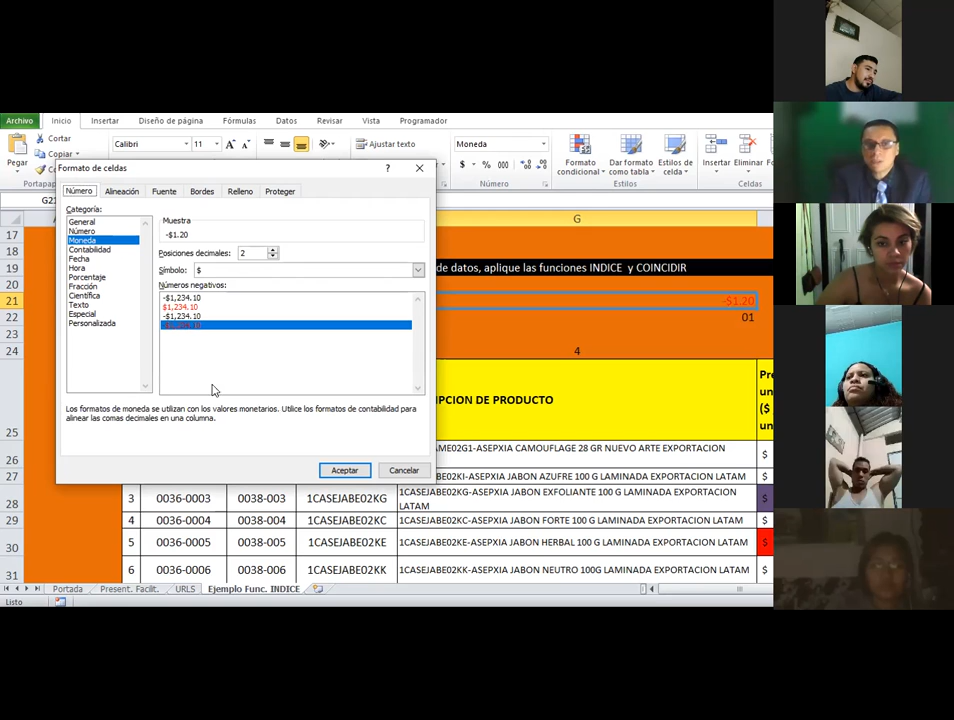 Archivo Inicio Insertar Diseño de página Fórmulas Datos Revisar Vista Programador
Cortar
Copiar
Pegar
Calibri 11
Ajustar texto
Moneda
$ % 000
Formato condicional
Dar formato como tabla
Estilos de celda
Insertar Eliminar
Portapap
Número
Estilos
Celdas
Formato de celdas
Número Alineación Fuente Bordes Relleno Proteger
Categoría:
General
Número
Moneda
Contabilidad
Fecha
Hora
Porcentaje
Fracción
Científica
Texto
Especial
Personalizada
Muestra
-$1.20
Posiciones decimales: 2
Símbolo: $
Números negativos:
-$1,234.10
$1,234.10
-$1,234.10
-$1,234.10
Los formatos de moneda se utilizan con los valores monetarios. Utilice los formatos de contabilidad para
alinear las comas decimales en una columna.
Aceptar Cancelar
G
17
18
19 de datos, aplique las funciones INDICE y COINCIDIR
20
21 -$1.20
22 01
23
24 4
25 IPCION DE PRODUCTO
Pre
un
($
un
26 AME02G1-ASEPXIA CAMOUFLAGE 28 GR NUEVO ARTE EXPORTACION $
27 ABE02KI-ASEPXIA JABON AZUFRE 100 G LAMINADA EXPORTACION LATAM $
28 3 0036-0003 0038-003 1CASEJABE02KG 1CASEJABE02KG-ASEPXIA JABON EXFOLIANTE 100 G LAMINADA EXPORTACION
LATAM $
29 4 0036-0004 0038-004 1CASEJABE02KC 1CASEJABE02KC-ASEPXIA JABON FORTE 100 G LAMINADA EXPORTACION LATAM $
30 5 0036-0005 0038-005 1CASEJABE02KE 1CASEJABE02KE-ASEPXIA JABON HERBAL 100 G LAMINADA EXPORTACION LATAM $
31 6 0036-0006 0038-006 1CASEJABE02KK 1CASEJABE02KK-ASEPXIA JABON NEUTRO 100G LAMINADA EXPORTACION LATAM $
Portada Present. Facilit. URLS Ejemplo Func. INDICE
Listo